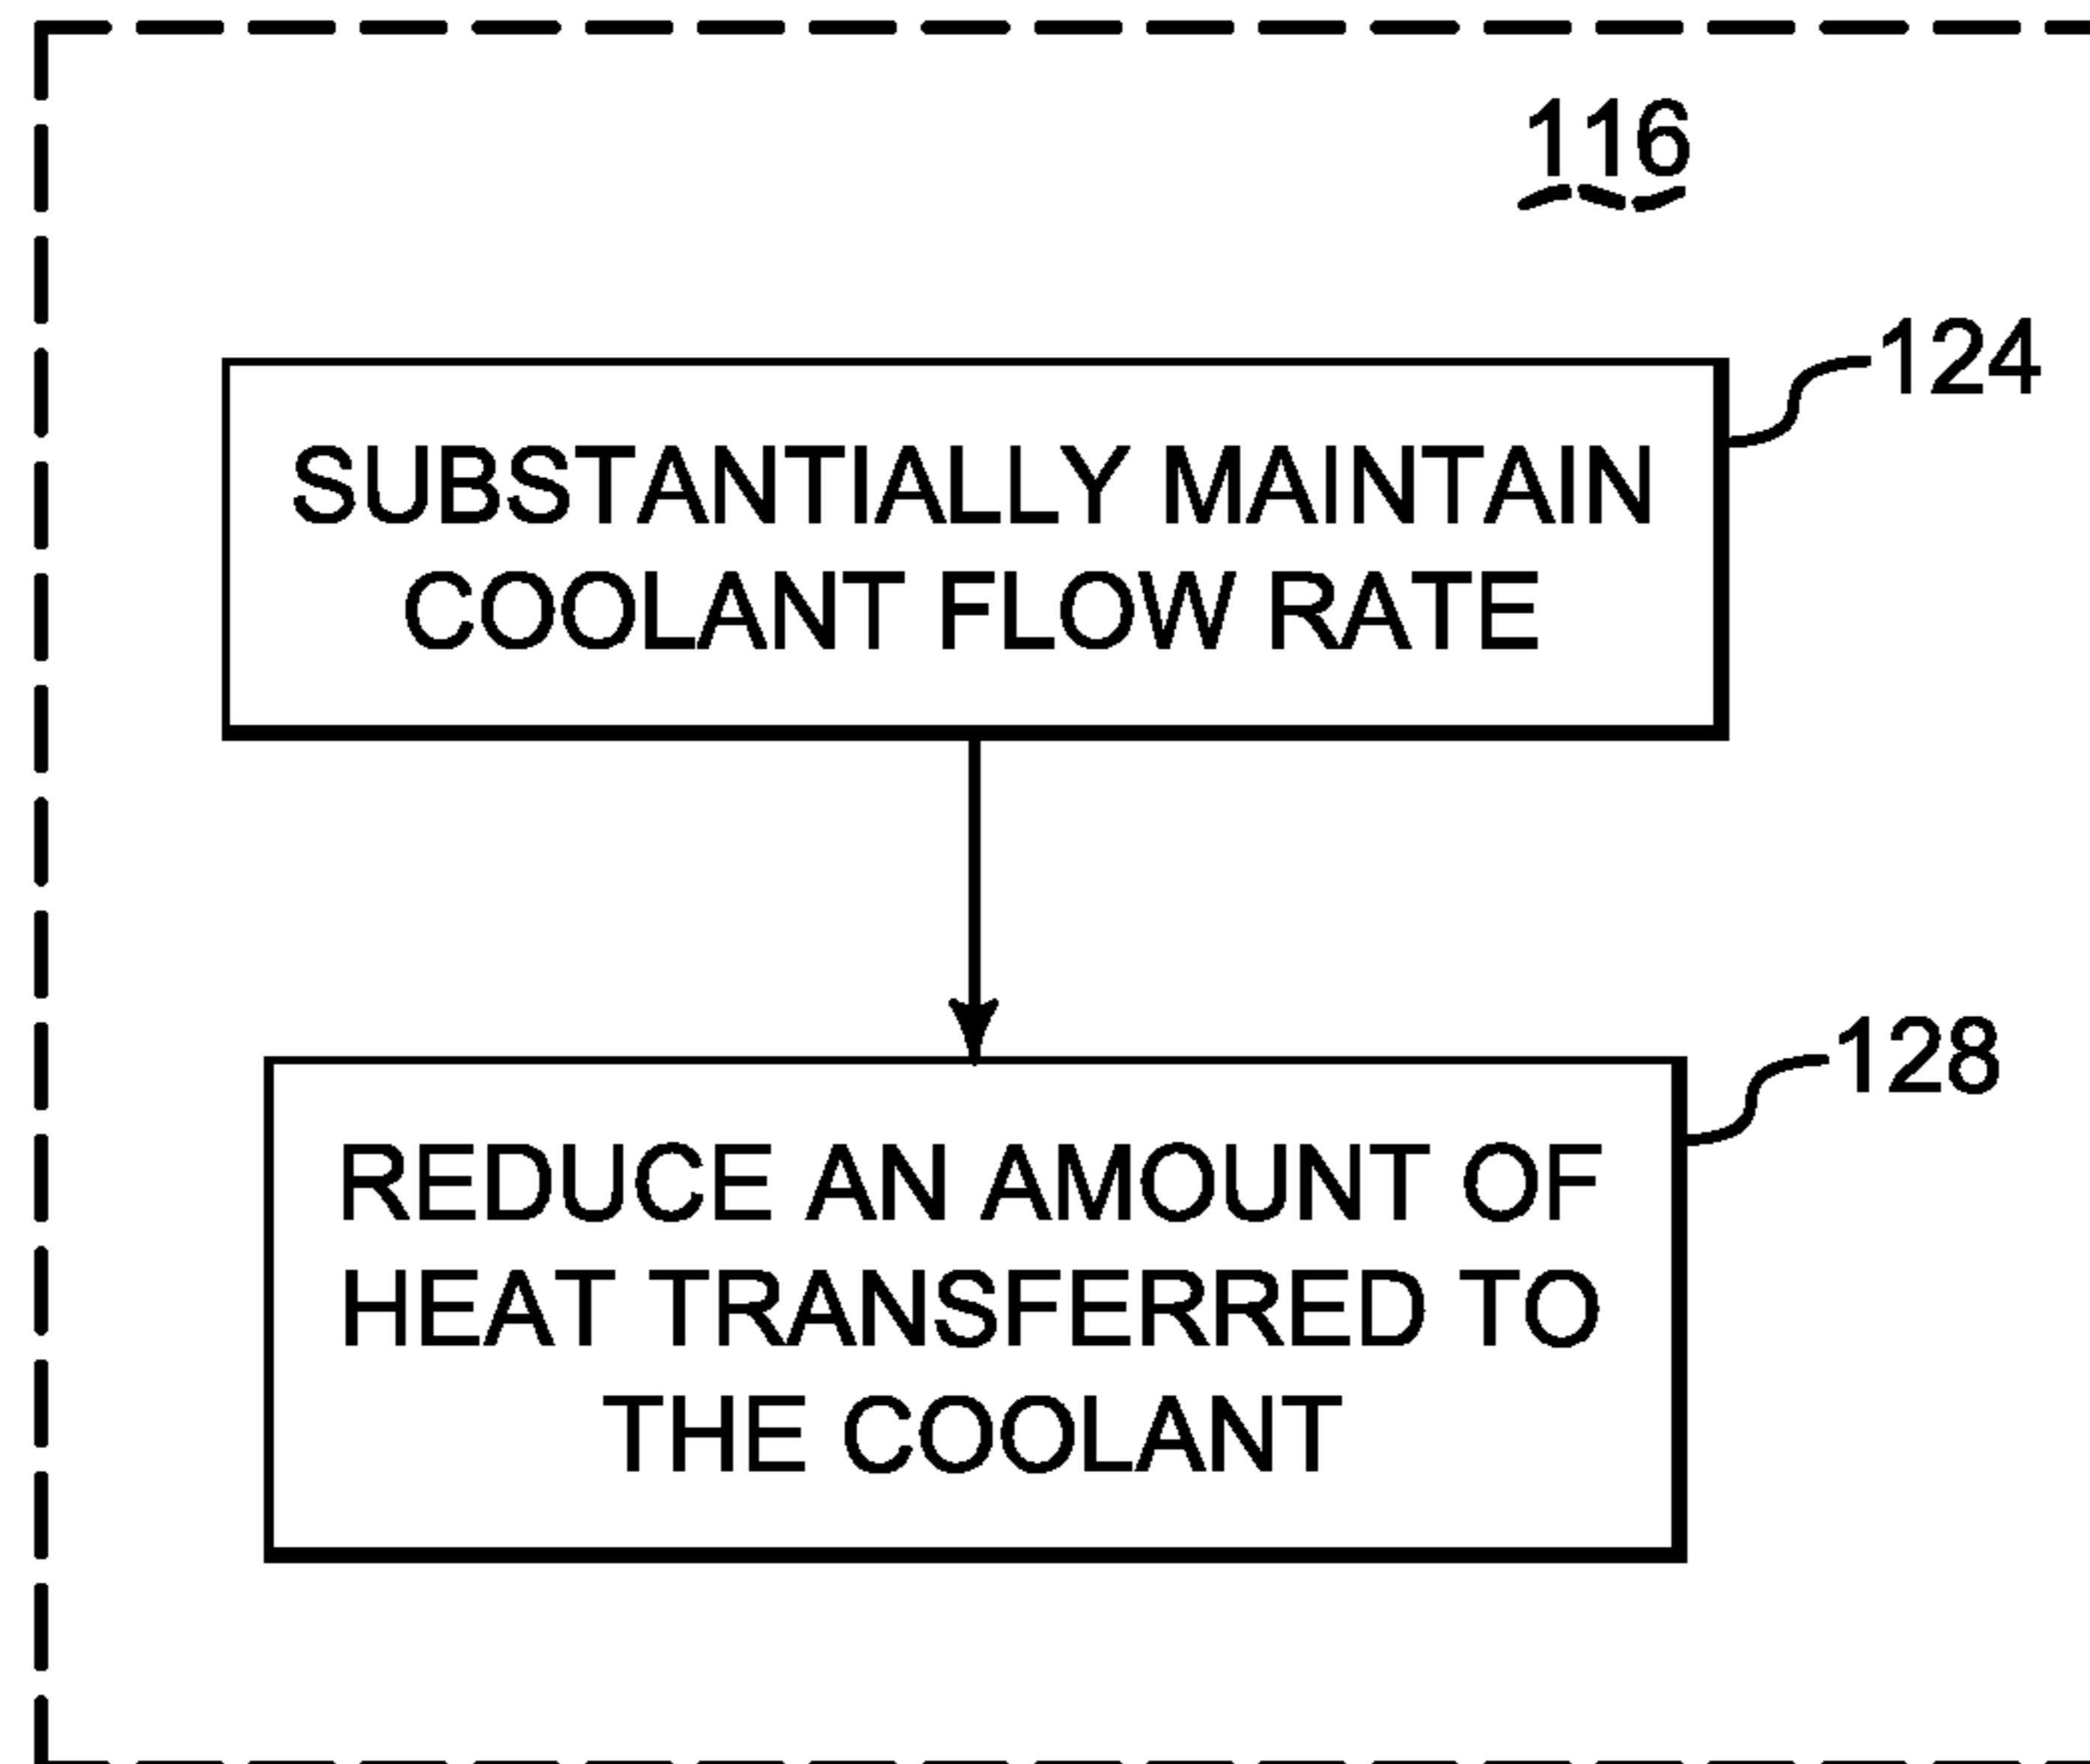 116
124
SUBSTANTIALLY MAINTAIN
COOLANT FLOW RATE
128
REDUCE AN AMOUNT OF
HEAT TRANSFERRED TO
THE COOLANT